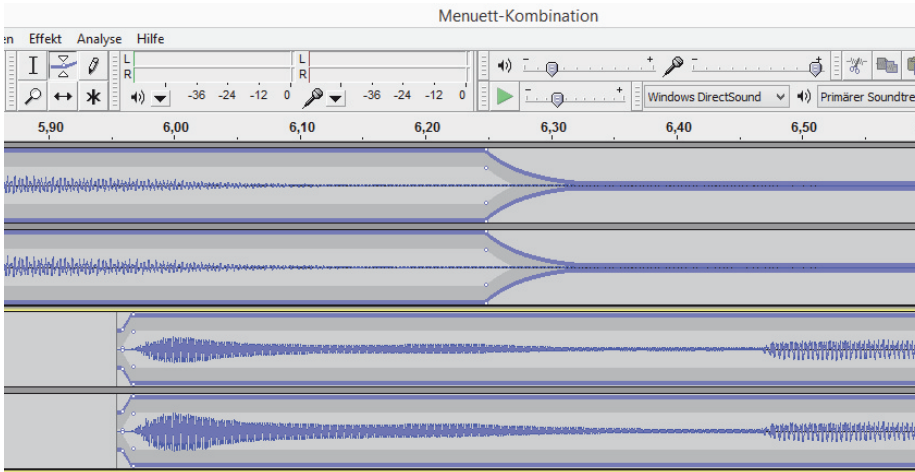 Menuett-Kombination
en Effekt Analyse Hilfe
L
R
L
R
-36 -24 -12 0
-36 -24 -12 0
- +
- +
- +
Windows DirectSound
Primärer Soundtre
5,90 6,00 6,10 6,20 6,30 6,40 6,50